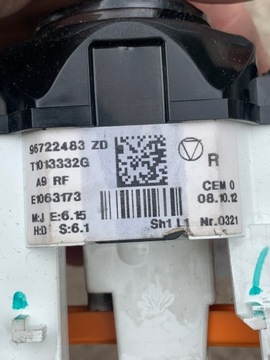 96722483 ZD
T1013332G
A9 RF
R
E1063173
CEM 0
08.10.12
M:J E:6.15
H:D S:6.1
Sh1 L1
Nr.0321